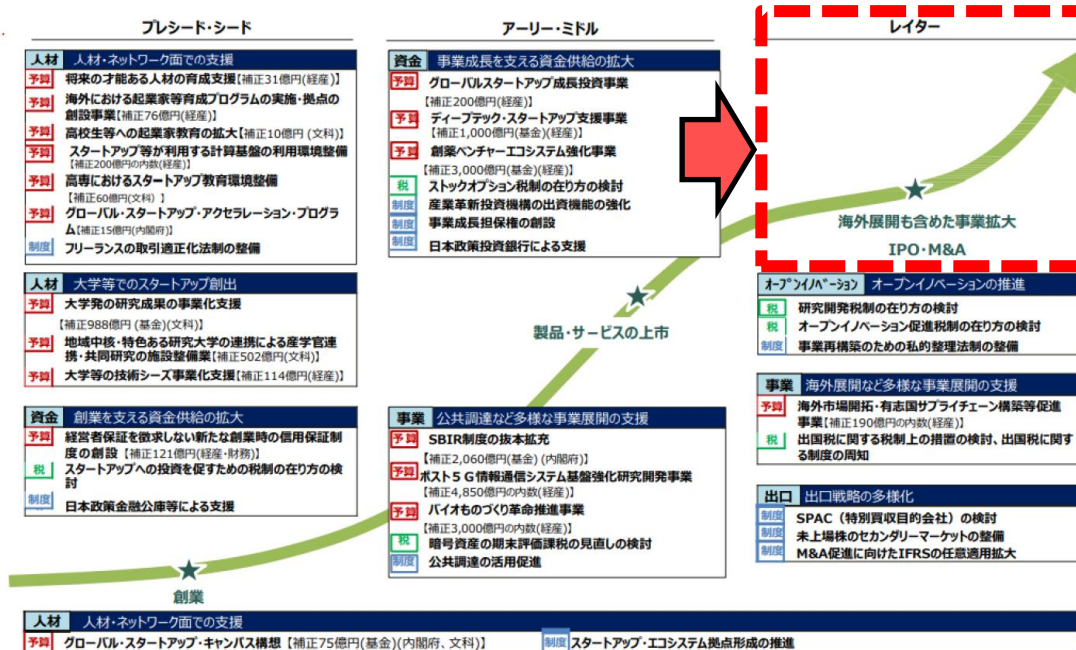 プレシード・シード
人材 人材・ネットワーク面での支援
予算 将来の才能ある人材の育成支援【補正31億円(経産)】
予算 海外における起業家等育成プログラムの実施・拠点の
創設事業【補正76億円(経産)】
予算 高校生等への起業家教育の拡大【補正10億円 (文科)】
予算 スタートアップ等が利用する計算基盤の利用環境整備
【補正200億円の内数(経産)】
予算 高専におけるスタートアップ教育環境整備
【補正60億円(文科) 】
予算 グローバル・スタートアップ・アクセラレーション・プログラ
ム【補正15億円(内閣府)】
制度 フリーランスの取引適正化法制の整備
人材 大学等でのスタートアップ創出
予算 大学発の研究成果の事業化支援
【補正988億円 (基金)(文科)】
予算 地域中核・特色ある研究大学の連携による産学官連
携・共同研究の施設整備業【補正502億円(文科)】
予算 大学等の技術シーズ事業化支援【補正114億円(経産)】
資金 創業を支える資金供給の拡大
予算 経営者保証を徴求しない新たな創業時の信用保証制
度の創設 【補正121億円(経産・財務)】
税 スタートアップへの投資を促すための税制の在り方の検
討
制度 日本政策金融公庫等による支援
創業
アーリー・ミドル
資金 事業成長を支える資金供給の拡大
予算 グローバルスタートアップ成長投資事業
【補正200億円(経産)】
予算 ディープテック・スタートアップ支援事業
【補正1,000億円(基金)(経産)】
予算 創薬ベンチャーエコシステム強化事業
【補正3,000億円(基金)(経産)】
税 ストックオプション税制の在り方の検討
制度 産業革新投資機構の出資機能の強化
制度 事業成長担保権の創設
制度 日本政策投資銀行による支援
製品・サービスの上市
事業 公共調達など多様な事業展開の支援
予算 SBIR制度の抜本拡充
【補正2,060億円(基金) (内閣府)】
予算 ポスト５Ｇ情報通信システム基盤強化研究開発事業
【補正4,850億円の内数(経産)】
予算 バイオものづくり革命推進事業
【補正3,000億円の内数(経産)】
税 暗号資産の期末評価課税の見直しの検討
制度 公共調達の活用促進
レイター
海外展開も含めた事業拡大
IPO・M&A
オープンイノベーション オープンイノベーションの推進
税 研究開発税制の在り方の検討
税 オープンイノベーション促進税制の在り方の検討
制度 事業再構築のための私的整理法制の整備
事業 海外展開など多様な事業展開の支援
予算 海外市場開拓・有志国サプライチェーン構築等促進
事業【補正190億円の内数(経産)】
税 出国税に関する税制上の措置の検討、出国税に関す
る制度の周知
出口 出口戦略の多様化
制度 SPAC（特別買収目的会社）の検討
制度 未上場株のセカンダリーマーケットの整備
制度 M&A促進に向けたIFRSの任意適用拡大
人材 人材・ネットワーク面での支援
予算 グローバル・スタートアップ・キャンパス構想【補正75億円(基金)(内閣府、文科)】
制度 スタートアップ・エコシステム拠点形成の推進